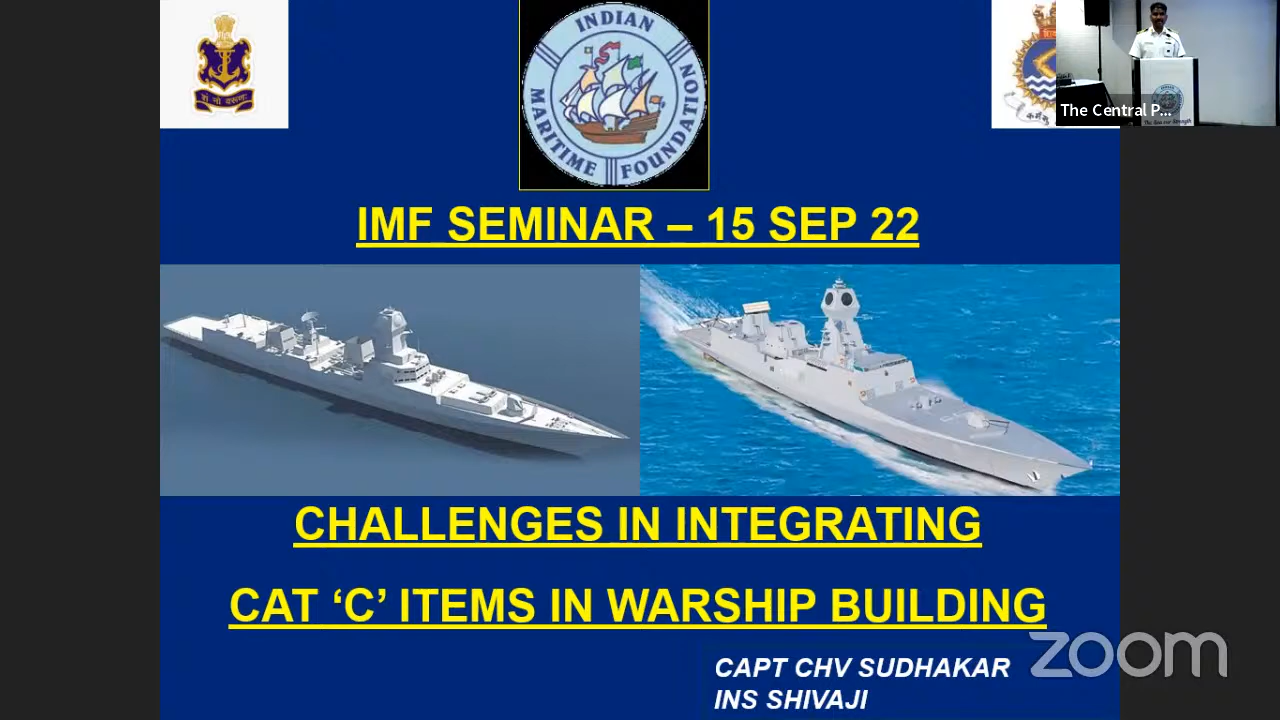 शं नो वरुणः
INDIAN
MARITIME FOUNDATION
The Central P...
IMF SEMINAR – 15 SEP 22
CHALLENGES IN INTEGRATING
CAT ‘C’ ITEMS IN WARSHIP BUILDING
CAPT CHV SUDHAKAR
INS SHIVAJI
zoom